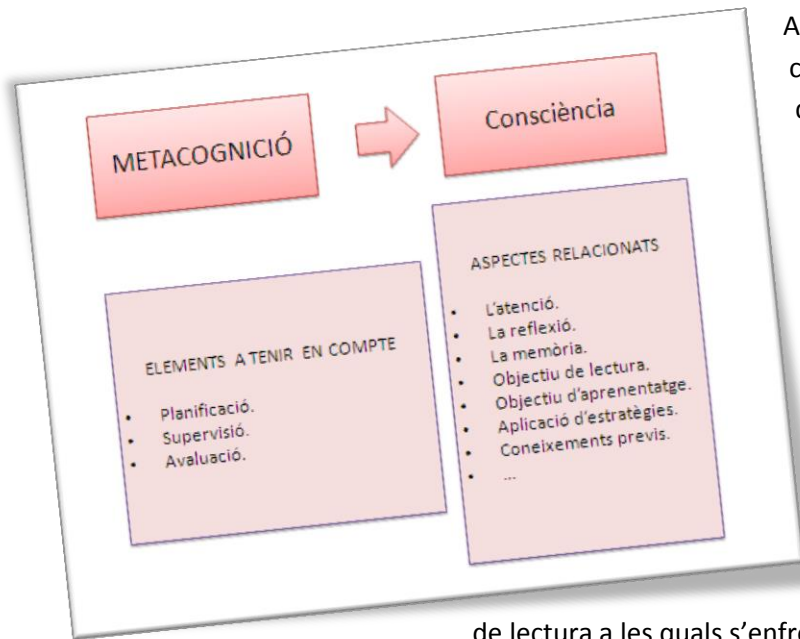 METACOGNICIÓ
Consciència
ELEMENTS A TENIR EN COMPTE
• Planificació.
• Supervisió.
• Avaluació.
ASPECTES RELACIONATS
• L'atenció.
• La reflexió.
• La memòria.
• Objectiu de lectura.
• Objectiu d'aprenentatge.
• Aplicació d'estratègies.
• Coneixements previs.
• ...
de lectura a les quals s'enfre